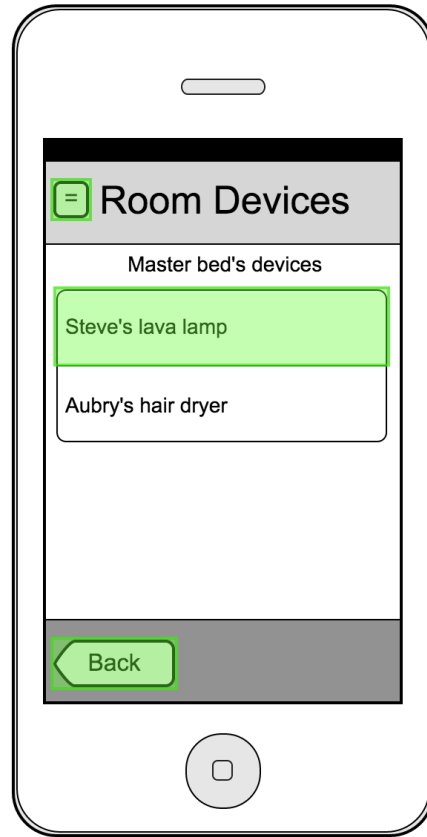 = Room Devices
Master bed's devices
Steve's lava lamp
Aubry's hair dryer
Back